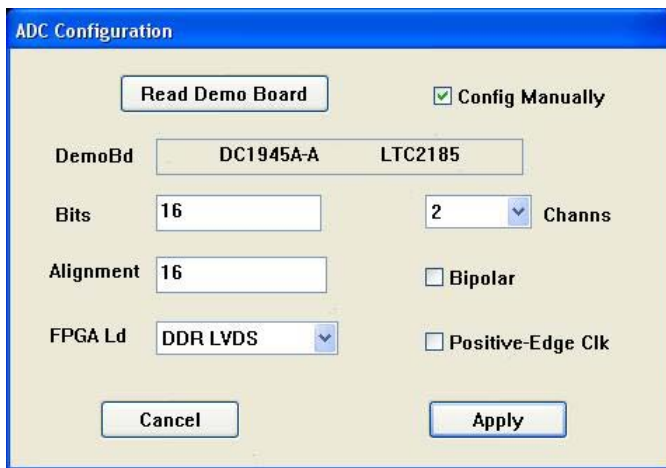 ADC Configuration
Read Demo Board Config Manually
DemoBd DC1945A-A LTC2185
Bits 16 2 Channs
Alignment 16 Bipolar
FPGA Ld DDR LVDS Positive-Edge Clk
Cancel Apply